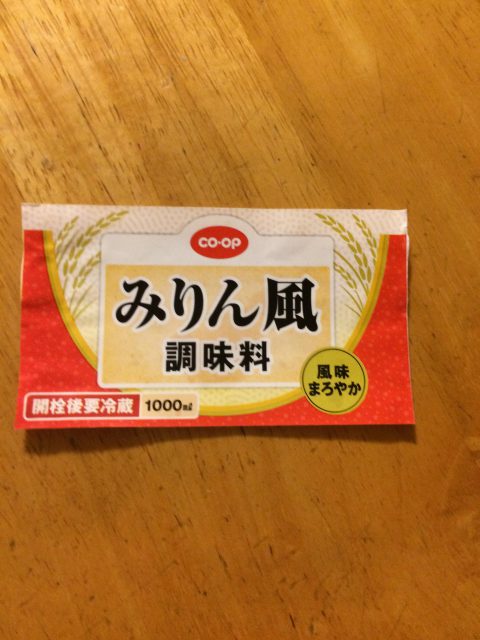 CO・OP
みりん風
調味料
風味
まろやか
開栓後要冷蔵
1000㎖